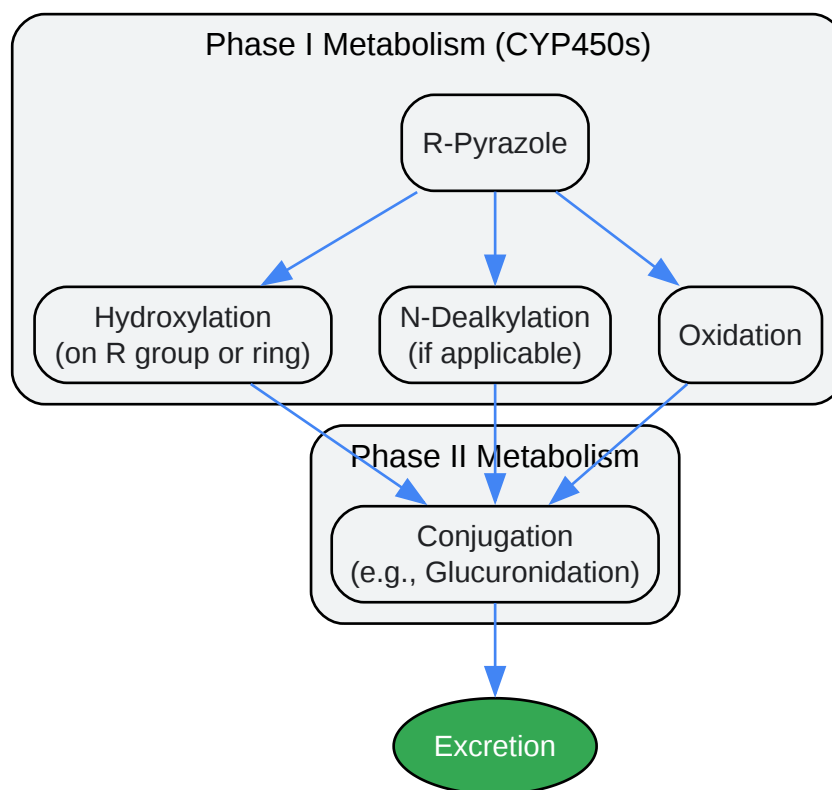 Phase I Metabolism (CYP450s)
R-Pyrazole
Hydroxylation
(on R group or ring)
N-Dealkylation
(if applicable)
Oxidation
Phase II Metabolism
Conjugation
(e.g., Glucuronidation)
Excretion